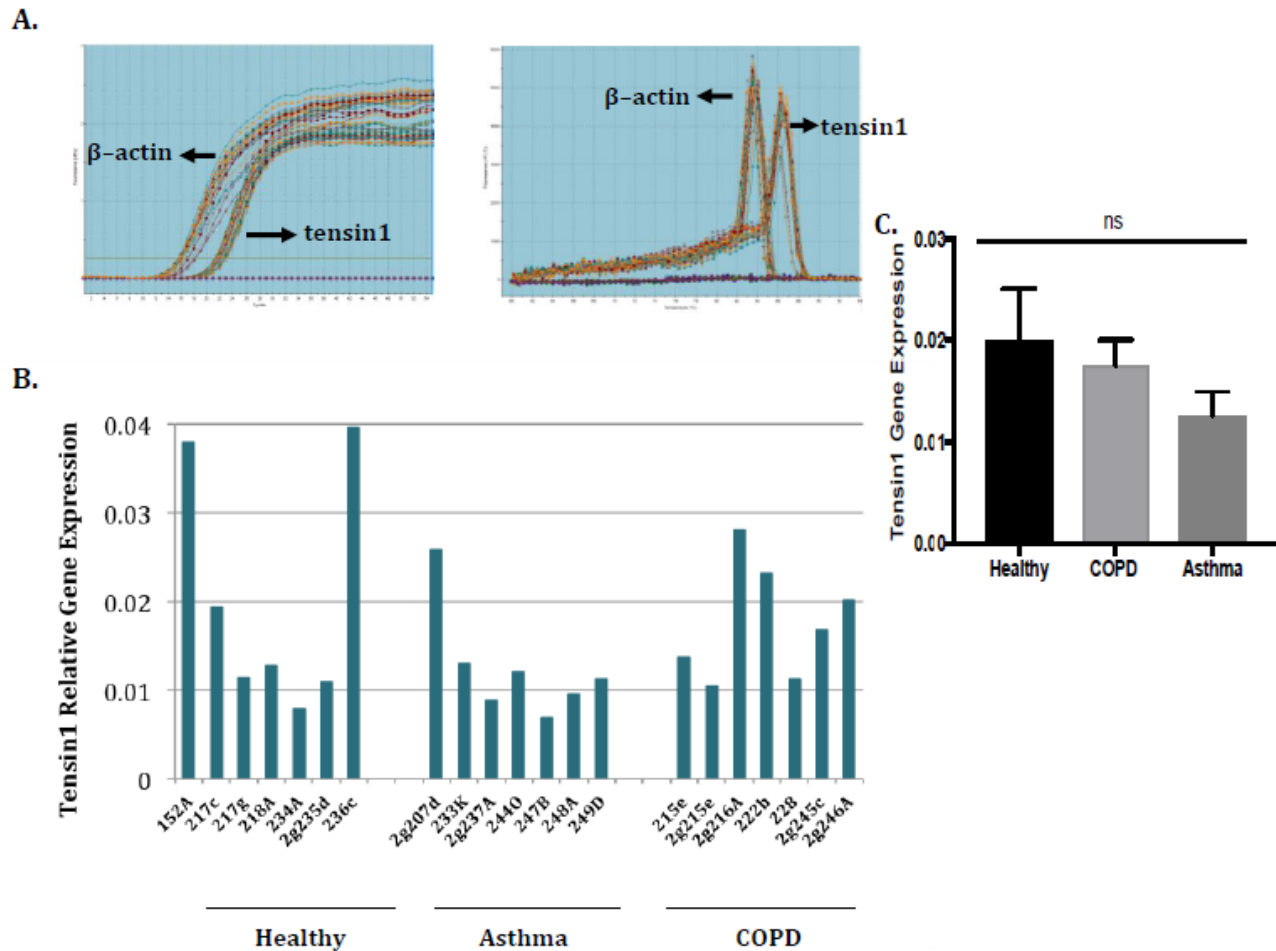 A.
β–actin
tensin1
β–actin
tensin1
B.
Tensin1 Relative Gene Expression
0.04
0.03
0.02
0.01
0
152A
217c
217g
218A
234A
2g235d
236c
2g207d
233K
2g237A
244O
247B
248A
249D
215e
2g215e
2g216A
222b
228
2g245c
2g246A
Healthy
Asthma
COPD
C.
ns
Tensin1 Gene Expression
0.03
0.02
0.01
0.00
Healthy
COPD
Asthma